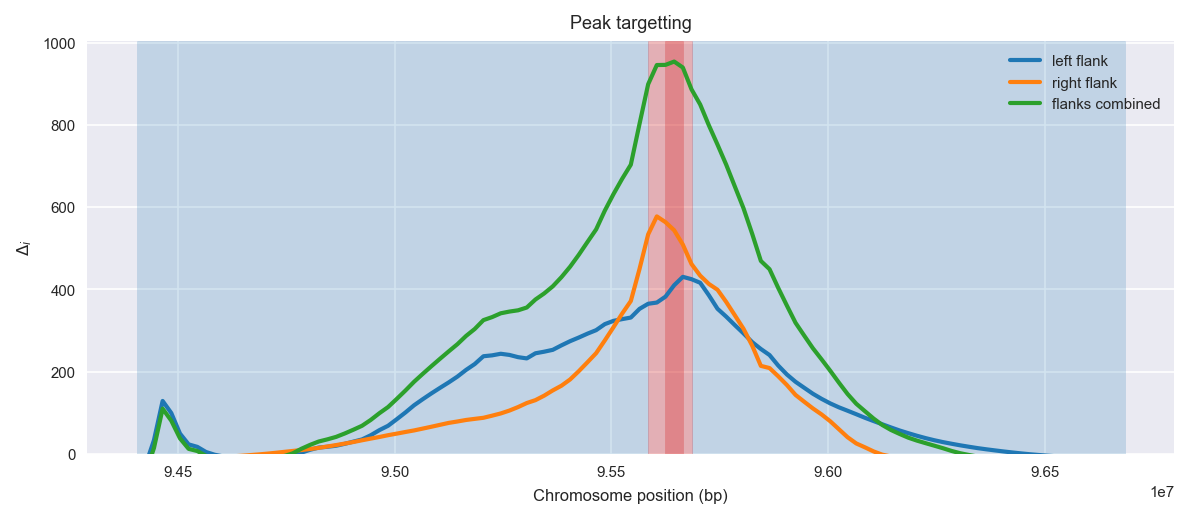 Peak targetting
1000
800
600
400
200
0
Δi
9.45
9.50
9.55
9.60
9.65
1e7
Chromosome position (bp)
left flank
right flank
flanks combined